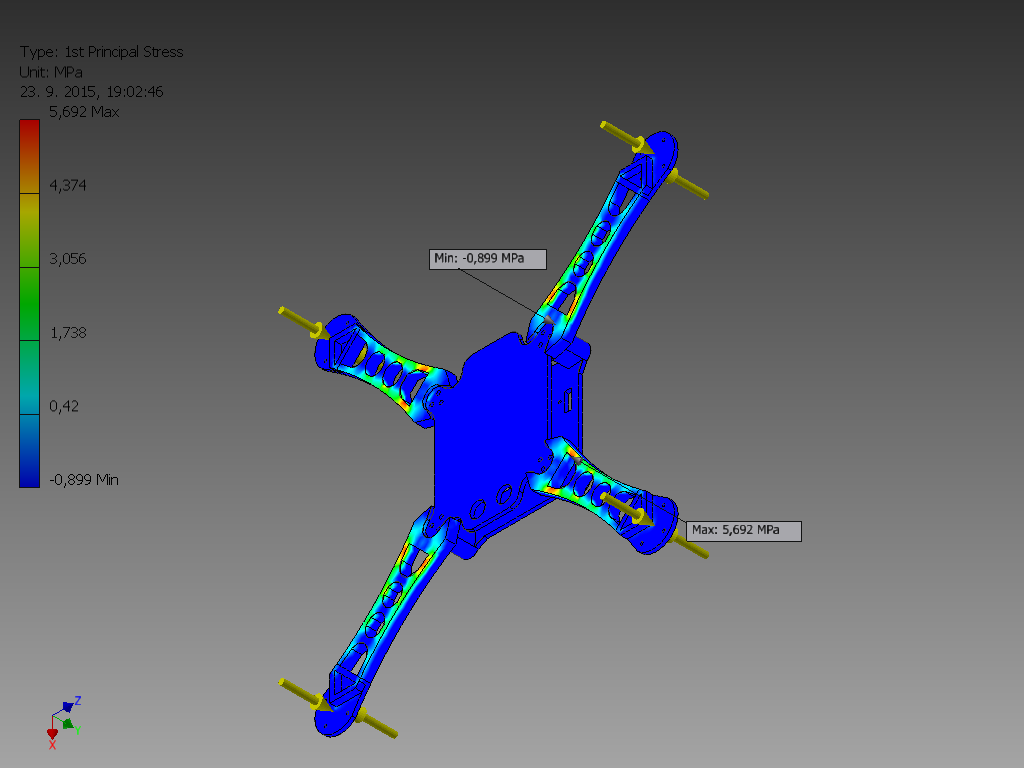 Type: 1st Principal Stress
Unit: MPa
23. 9. 2015, 19:02:46
5,692 Max
4,374
3,056
1,738
0,42
-0,899 Min
Min: -0,899 MPa
Max: 5,692 MPa
Z
Y
X